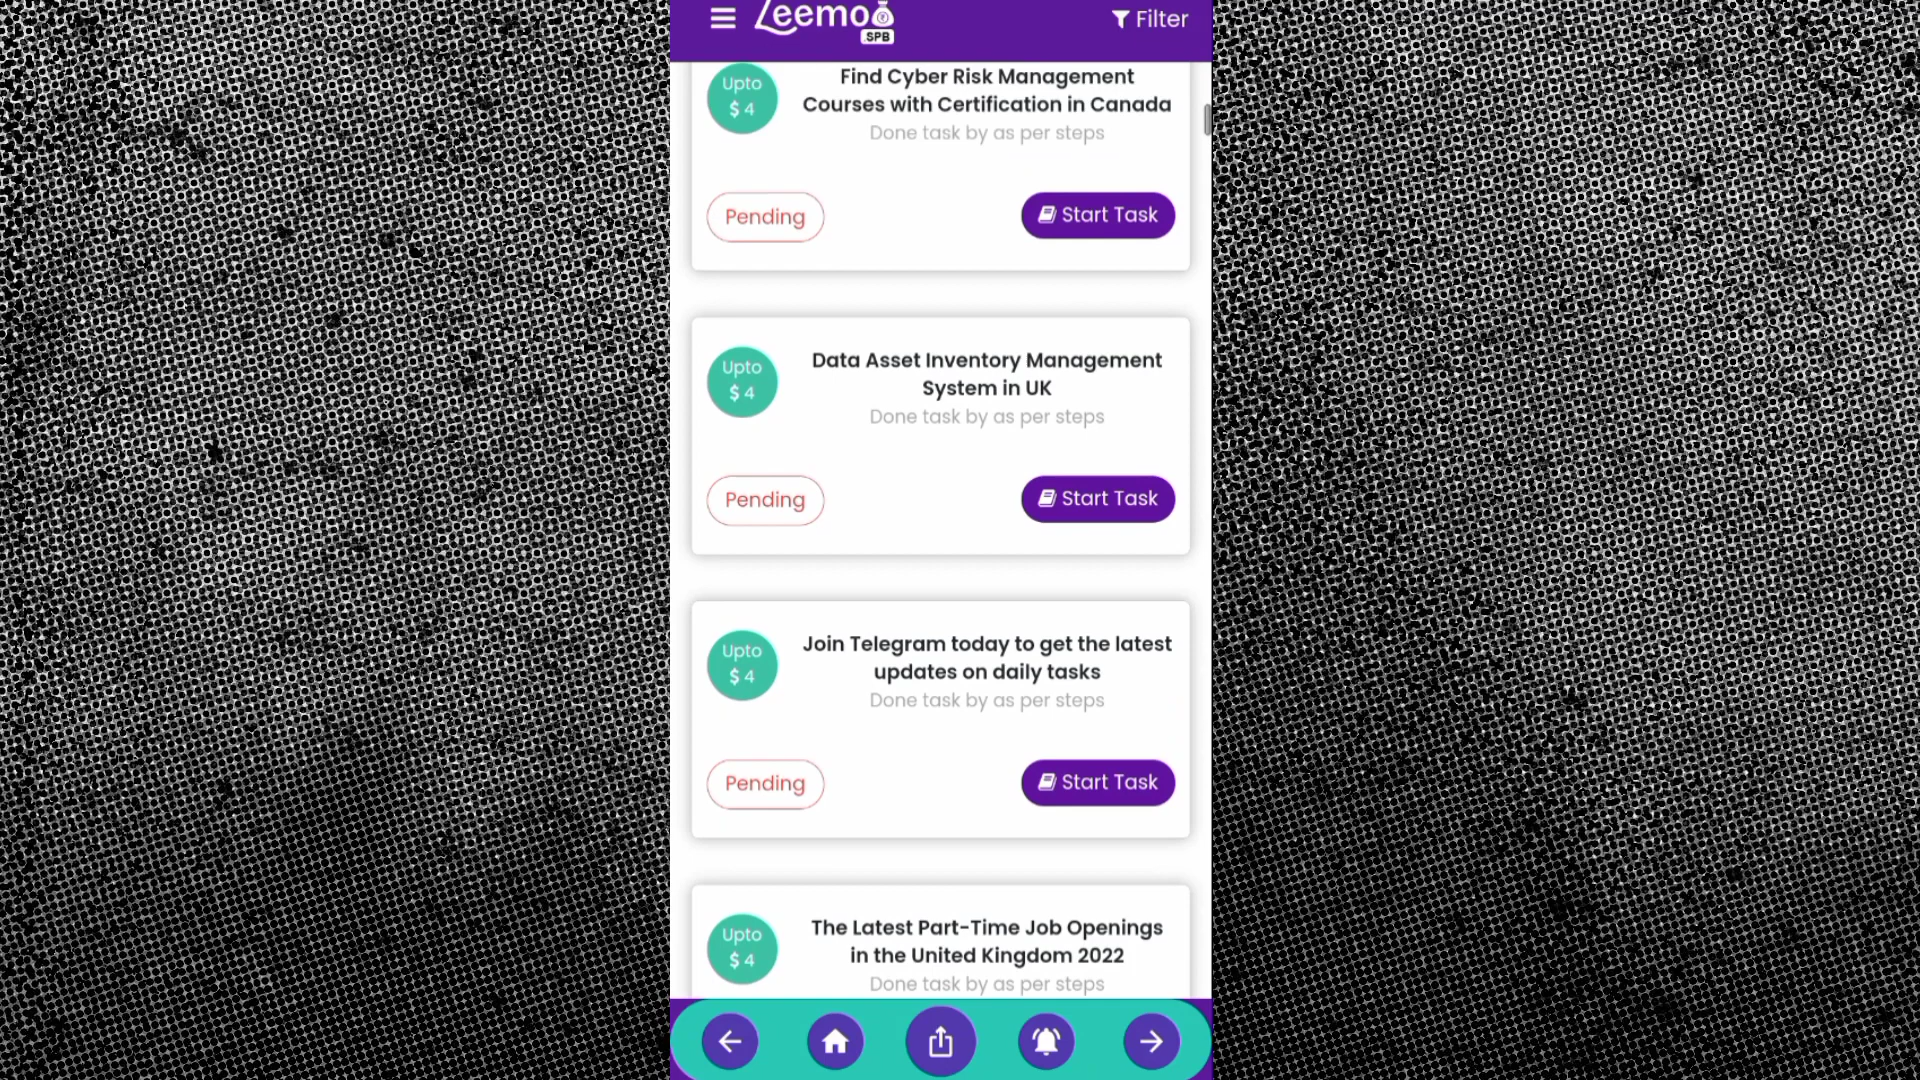 Zeemo
SPB
Filter
Upto
$ 4
Find Cyber Risk Management
Courses with Certification in Canada
Done task by as per steps
Pending
Start Task
Upto
$ 4
Data Asset Inventory Management
System in UK
Done task by as per steps
Pending
Start Task
Upto
$ 4
Join Telegram today to get the latest
updates on daily tasks
Done task by as per steps
Pending
Start Task
Upto
$ 4
The Latest Part-Time Job Openings
in the United Kingdom 2022
Done task by as per steps